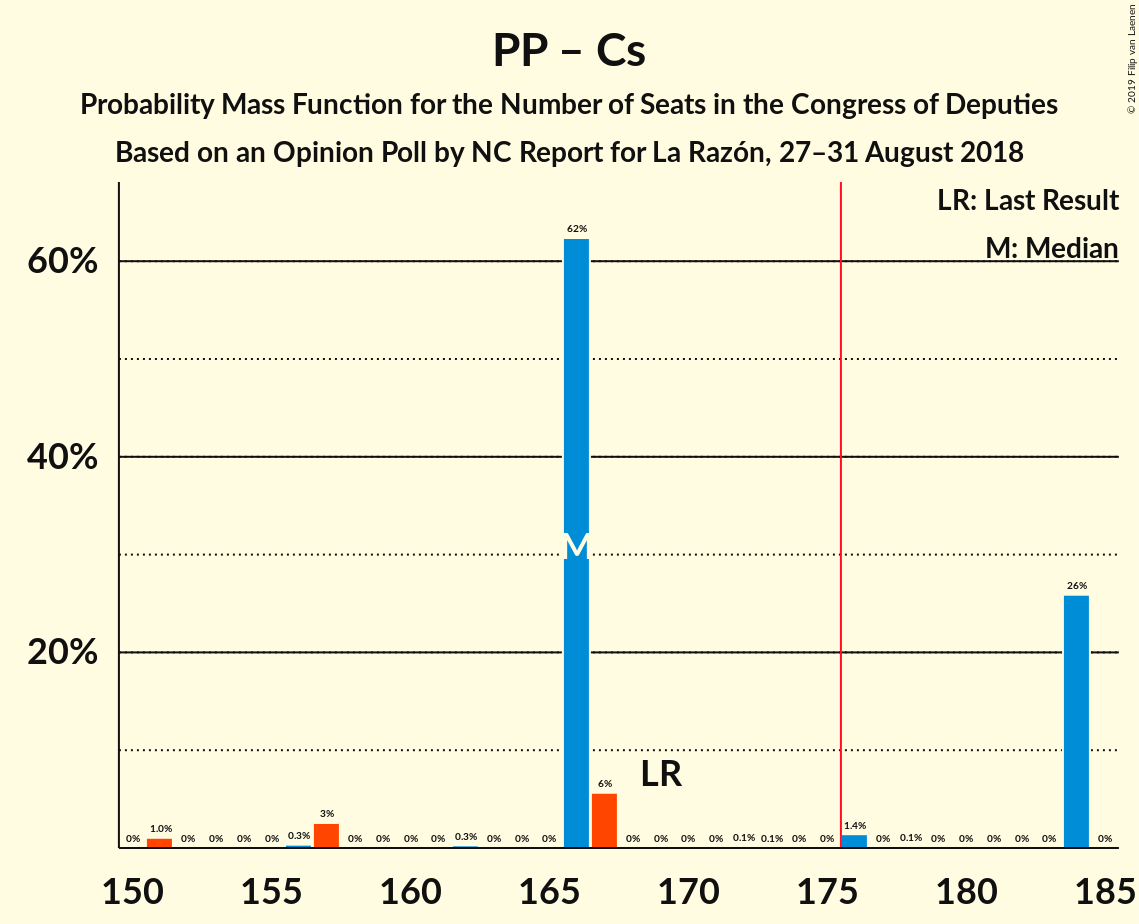 PP – Cs
Probability Mass Function for the Number of Seats in the Congress of Deputies
Based on an Opinion Poll by NC Report for La Razón, 27–31 August 2018
© 2019 Filip van Laenen
LR: Last Result
M: Median
60%
40%
20%
0% 1.0% 0% 0% 0% 0% 0.3% 3% 0% 0% 0% 0% 0.3% 0% 0% 0% 62% 6% 0% 0% 0% 0% 0.1% 0.1% 0% 0% 1.4% 0% 0.1% 0% 0% 0% 0% 0% 26% 0%
M
LR
150 155 160 165 170 175 180 185